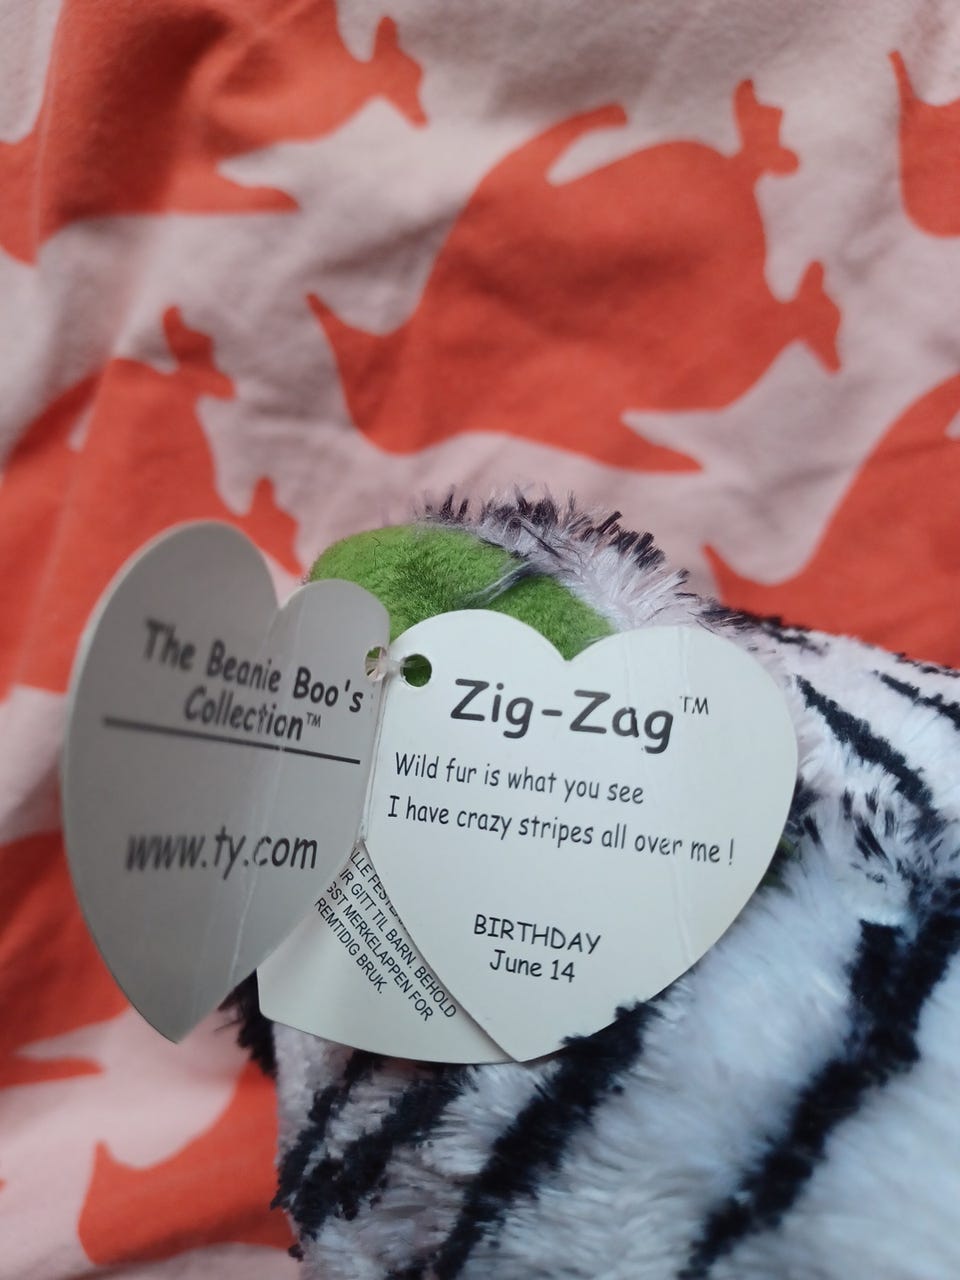 The Beanie Boo's
Collection™
www.ty.com
Zig-Zag™
Wild fur is what you see
I have crazy stripes all over me !
BIRTHDAY
June 14
GITT TIL BARN. BEHOLD
MERKELAPPEN FOR
BRUK.